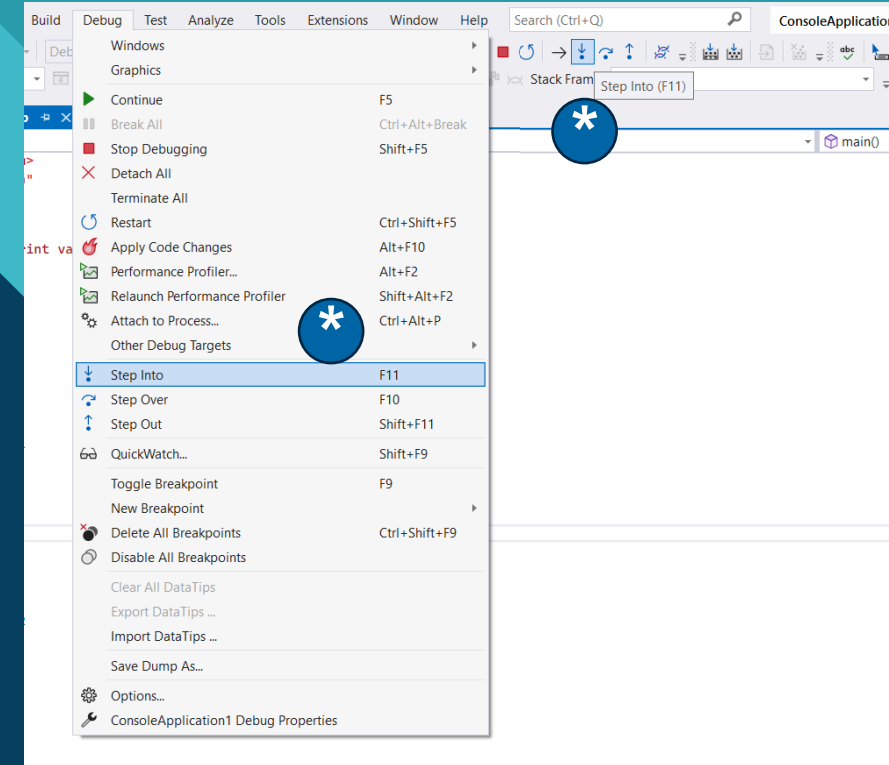 Build Debug Test Analyze Tools Extensions Window Help Search (Ctrl+Q) ConsoleApplication
Deb
Stack Fram
Step Into (F11)
main()
Windows
Graphics
Continue F5
Break All Ctrl+Alt+Break
Stop Debugging Shift+F5
Detach All
Terminate All
Restart Ctrl+Shift+F5
int va
Apply Code Changes Alt+F10
Performance Profiler... Alt+F2
Relaunch Performance Profiler Shift+Alt+F2
Attach to Process... Ctrl+Alt+P
Other Debug Targets
Step Into F11
Step Over F10
Step Out Shift+F11
QuickWatch... Shift+F9
Toggle Breakpoint F9
New Breakpoint
Delete All Breakpoints Ctrl+Shift+F9
Disable All Breakpoints
Clear All DataTips
Export DataTips ...
Import DataTips ...
Save Dump As...
Options...
ConsoleApplication1 Debug Properties